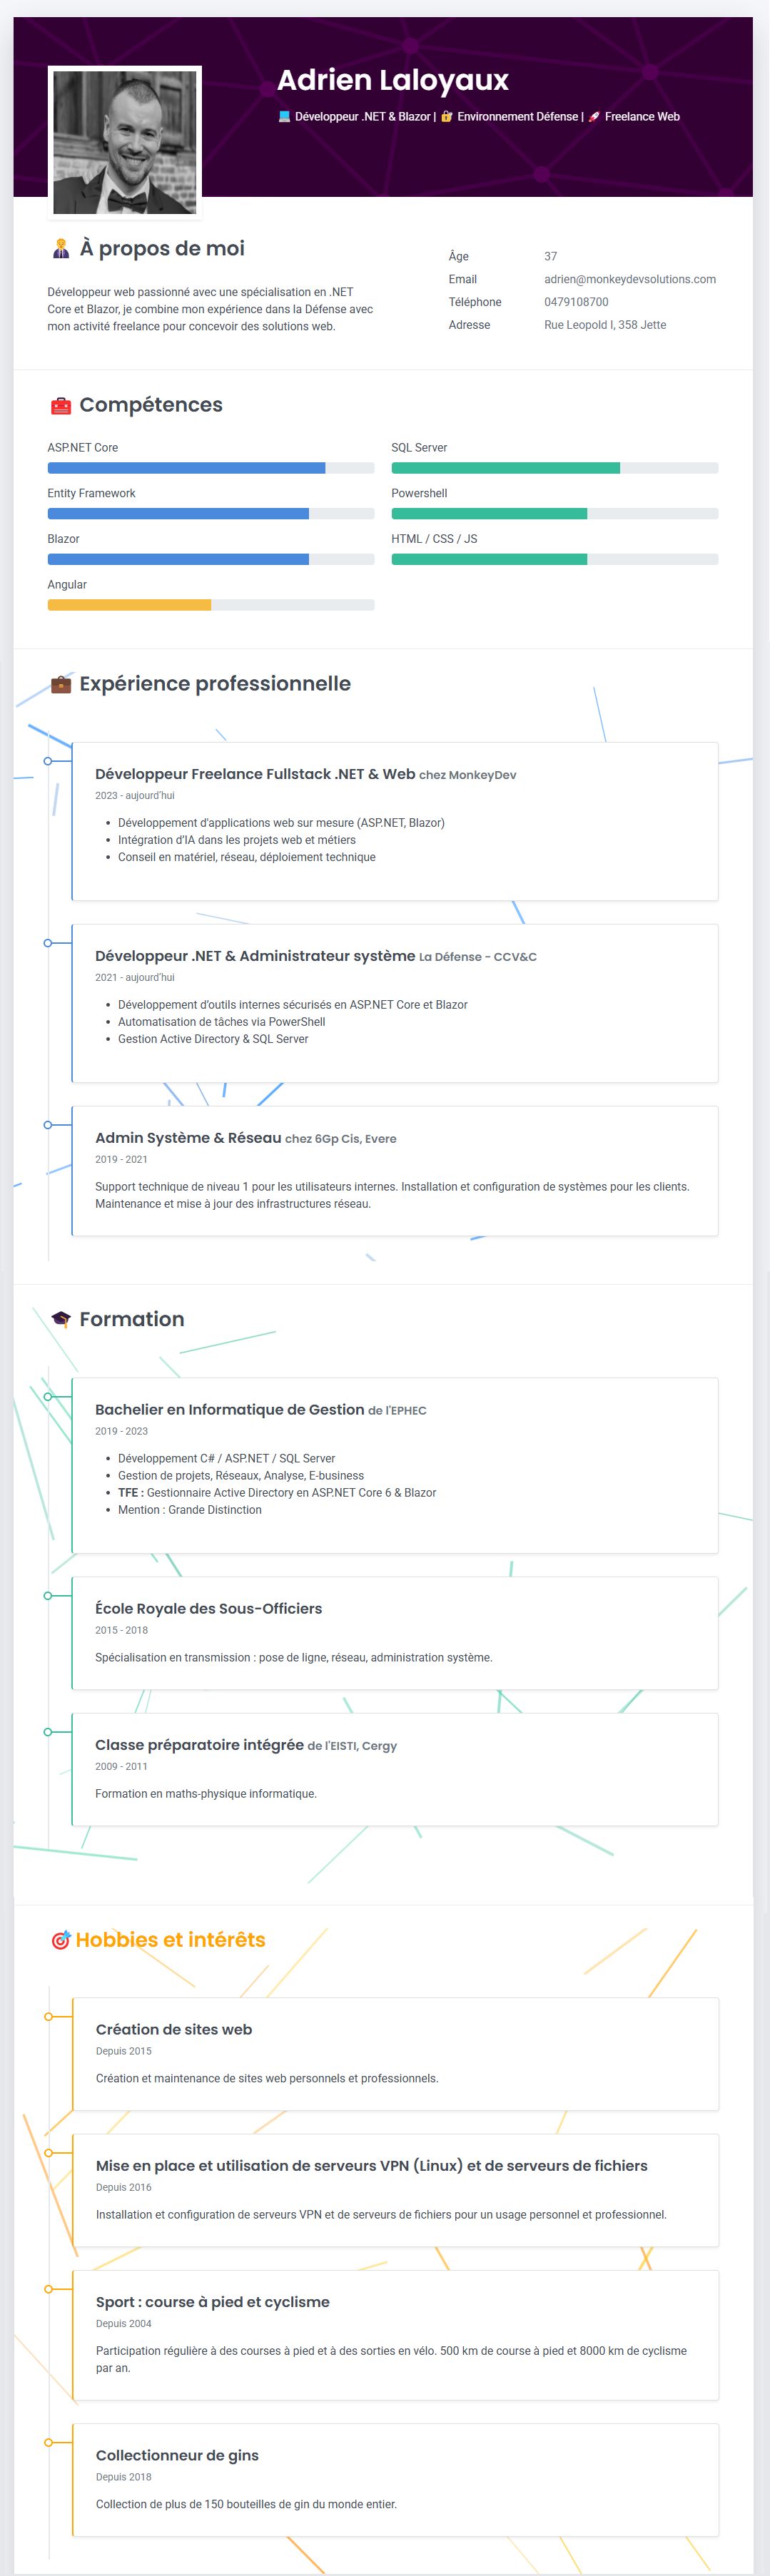 Adrien Laloyaux
Développeur .NET & Blazor | Environnement Défense | Freelance Web
À propos de moi
Développeur web passionné avec une spécialisation en .NET
Core et Blazor, je combine mon expérience dans la Défense avec
mon activité freelance pour concevoir des solutions web.
Âge 37
Email adrien@monkeydevsolutions.com
Téléphone 0479108700
Adresse Rue Leopold I, 358 Jette
Compétences
ASP.NET Core
SQL Server
Entity Framework
Powershell
Blazor
HTML / CSS / JS
Angular
Expérience professionnelle
Développeur Freelance Fullstack .NET & Web chez MonkeyDev
2023 - aujourd'hui
• Développement d'applications web sur mesure (ASP.NET, Blazor)
• Intégration d'IA dans les projets web et métiers
• Conseil en matériel, réseau, déploiement technique
Développeur .NET & Administrateur système La Défense - CCV&C
2021 - aujourd'hui
• Développement d'outils internes sécurisés en ASP.NET Core et Blazor
• Automatisation de tâches via PowerShell
• Gestion Active Directory & SQL Server
Admin Système & Réseau chez 6Gp Cis, Evere
2019 - 2021
Support technique de niveau 1 pour les utilisateurs internes. Installation et configuration de systèmes pour les clients.
Maintenance et mise à jour des infrastructures réseau.
Formation
Bachelier en Informatique de Gestion de l'EPHEC
2019 - 2023
• Développement C# / ASP.NET / SQL Server
• Gestion de projets, Réseaux, Analyse, E-business
• TFE : Gestionnaire Active Directory en ASP.NET Core 6 & Blazor
• Mention : Grande Distinction
École Royale des Sous-Officiers
2015 - 2018
Spécialisation en transmission : pose de ligne, réseau, administration système.
Classe préparatoire intégrée de l'EISTI, Cergy
2009 - 2011
Formation en maths-physique informatique.
Hobbies et intérêts
Création de sites web
Depuis 2015
Création et maintenance de sites web personnels et professionnels.
Mise en place et utilisation de serveurs VPN (Linux) et de serveurs de fichiers
Depuis 2016
Installation et configuration de serveurs VPN et de serveurs de fichiers pour un usage personnel et professionnel.
Sport : course à pied et cyclisme
Depuis 2004
Participation régulière à des courses à pied et à des sorties en vélo. 500 km de course à pied et 8000 km de cyclisme
par an.
Collectionneur de gins
Depuis 2018
Collection de plus de 150 bouteilles de gin du monde entier.